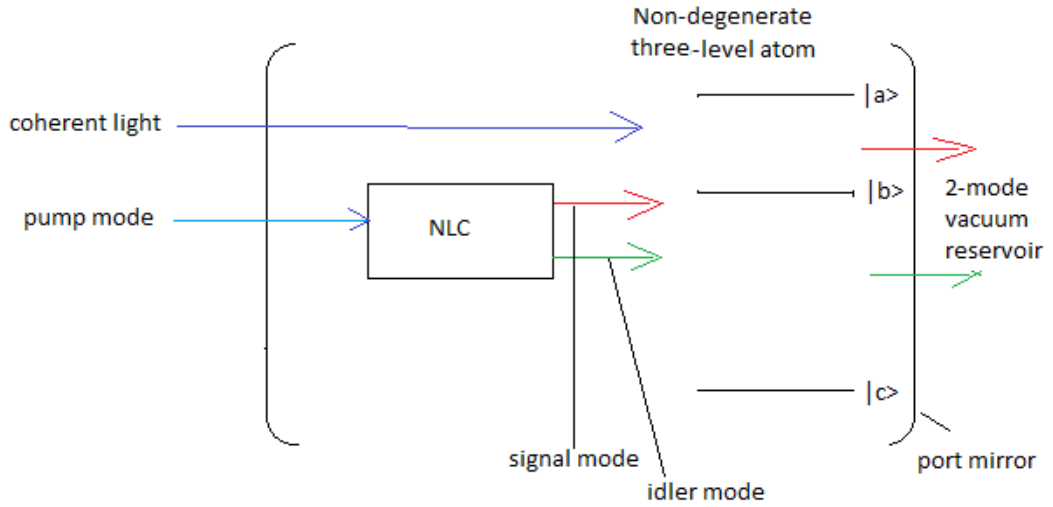 Non-degenerate
three-level atom
|a>
coherent light
|b>
2-mode
vacuum
reservoir
pump mode
NLC
|c>
signal mode
port mirror
idler mode